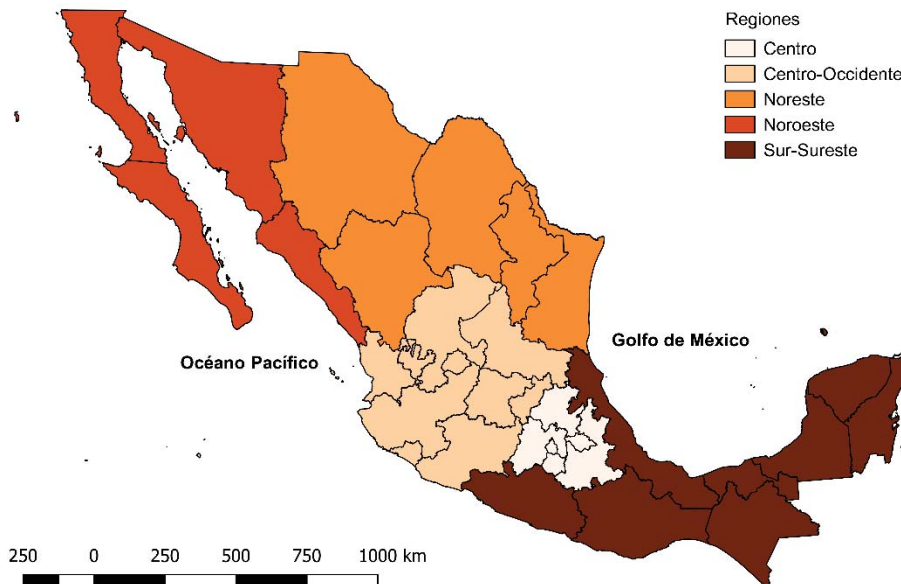 Regiones
Centro
Centro-Occidente
Noreste
Noroeste
Sur-Sureste
Golfo de México
Océano Pacífico
250 0 250 500 750 1000 km